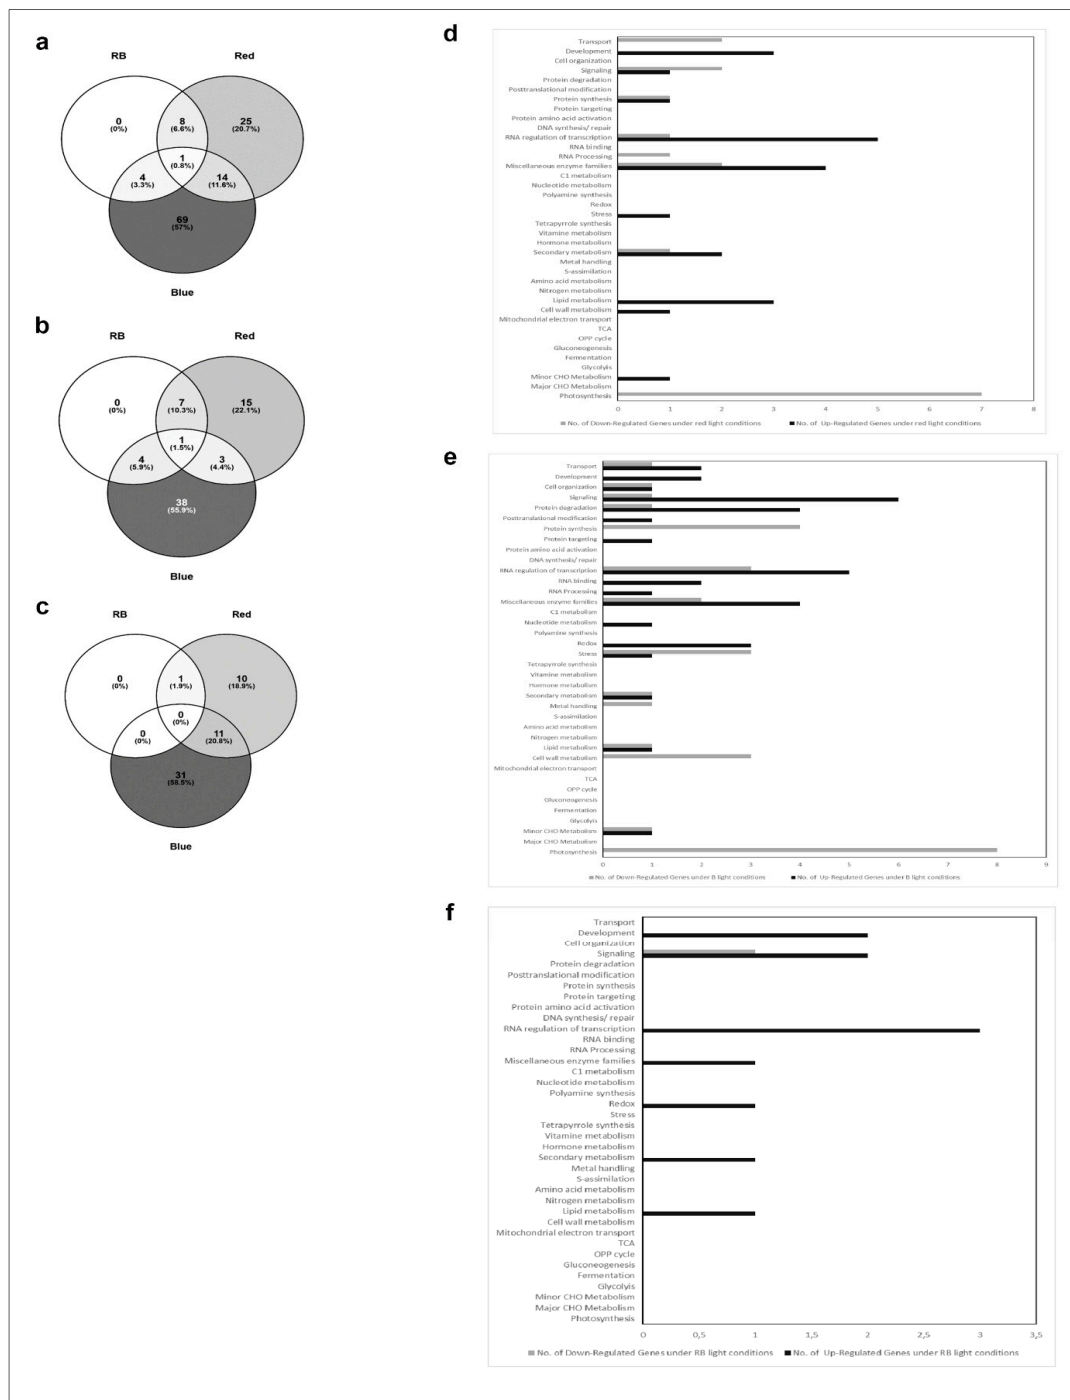 a
RB
Red
0
(0%)
8
(6.6%)
25
(20.7%)
1
(0.8%)
4
(3.3%)
14
(11.6%)
69
(57%)
Blue
b
RB
Red
0
(0%)
7
(10.3%)
15
(22.1%)
1
(1.5%)
4
(5.9%)
3
(4.4%)
38
(55.9%)
Blue
c
RB
Red
0
(0%)
1
(1.9%)
10
(18.9%)
0
(0%)
0
(0%)
11
(20.8%)
31
(58.5%)
Blue
d
Transport
Development
Cell organization
Signaling
Protein degradation
Posttranslational modification
Protein synthesis
Protein targeting
Protein amino acid activation
DNA synthesis/ repair
RNA regulation of transcription
RNA binding
RNA Processing
Miscellaneous enzyme families
C1 metabolism
Nucleotide metabolism
Polyamine synthesis
Redox
Stress
Tetrapyrrole synthesis
Vitamine metabolism
Hormone metabolism
Secondary metabolism
Metal handling
S-assimilation
Amino acid metabolism
Nitrogen metabolism
Lipid metabolism
Cell wall metabolism
Mitochondrial electron transport
TCA
OPP cycle
Gluconeogenesis
Fermentation
Glycolyis
Minor CHO Metabolism
Major CHO Metabolism
Photosynthesis
0 1 2 3 4 5 6 7 8
No. of Down-Regulated Genes under red light conditions No. of Up-Regulated Genes under red light conditions
e
Transport
Development
Cell organization
Signaling
Protein degradation
Posttranslational modification
Protein synthesis
Protein targeting
Protein amino acid activation
DNA synthesis/ repair
RNA regulation of transcription
RNA binding
RNA Processing
Miscellaneous enzyme families
C1 metabolism
Nucleotide metabolism
Polyamine synthesis
Redox
Stress
Tetrapyrrole synthesis
Vitamine metabolism
Hormone metabolism
Secondary metabolism
Metal handling
S-assimilation
Amino acid metabolism
Nitrogen metabolism
Lipid metabolism
Cell wall metabolism
Mitochondrial electron transport
TCA
OPP cycle
Gluconeogenesis
Fermentation
Glycolyis
Minor CHO Metabolism
Major CHO Metabolism
Photosynthesis
0 1 2 3 4 5 6 7 8 9
No. of Down-Regulated Genes under B light conditions No. of Up-Regulated Genes under B light conditions
f
Transport
Development
Cell organization
Signaling
Protein degradation
Posttranslational modification
Protein synthesis
Protein targeting
Protein amino acid activation
DNA synthesis/ repair
RNA regulation of transcription
RNA binding
RNA Processing
Miscellaneous enzyme families
C1 metabolism
Nucleotide metabolism
Polyamine synthesis
Redox
Stress
Tetrapyrrole synthesis
Vitamine metabolism
Hormone metabolism
Secondary metabolism
Metal handling
S-assimilation
Amino acid metabolism
Nitrogen metabolism
Lipid metabolism
Cell wall metabolism
Mitochondrial electron transport
TCA
OPP cycle
Gluconeogenesis
Fermentation
Glycolyis
Minor CHO Metabolism
Major CHO Metabolism
Photosynthesis
0 0,5 1 1,5 2 2,5 3 3,5
No. of Down-Regulated Genes under RB light conditions No. of Up-Regulated Genes under RB light conditions